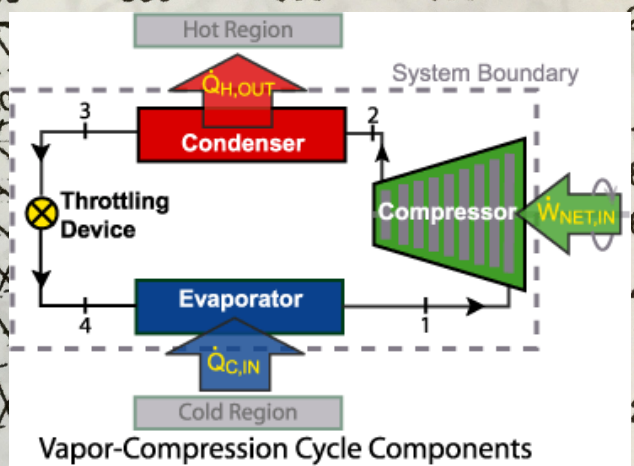 Hot Region
Q̇H,OUT
System Boundary
3
2
Condenser
Throttling
Device
Compressor
ẆNET,IN
Evaporator
4
1
Q̇C,IN
Cold Region
Vapor-Compression Cycle Components